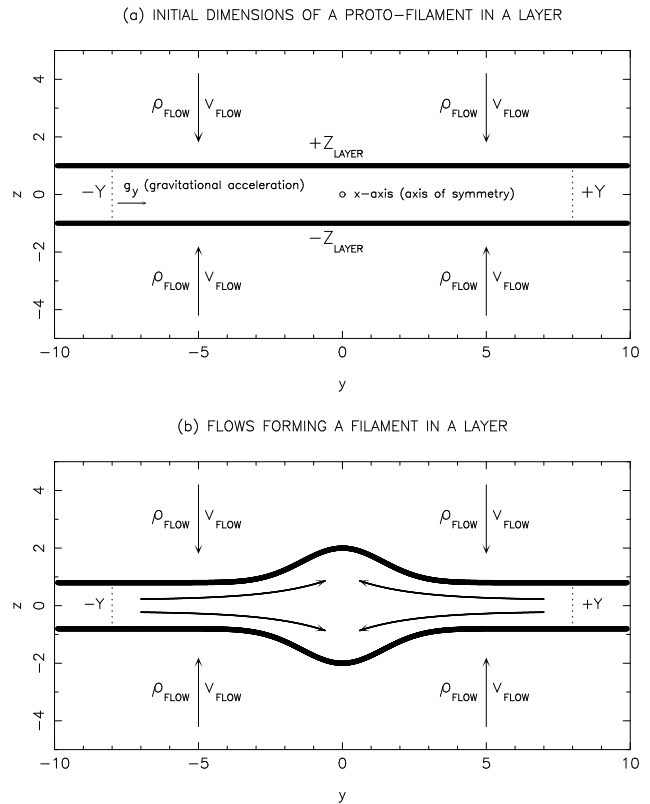 (a) INITIAL DIMENSIONS OF A PROTO−FILAMENT IN A LAYER
4
ρFLOW vFLOW ρFLOW vFLOW
2
+ZLAYER
z 0 −Y gy (gravitational acceleration) x−axis (axis of symmetry) +Y
−ZLAYER
−2
ρFLOW vFLOW ρFLOW vFLOW
−4
−10 −5 0 5 10
y
(b) FLOWS FORMING A FILAMENT IN A LAYER
4
ρFLOW vFLOW ρFLOW vFLOW
2
z 0 −Y +Y
−2
ρFLOW vFLOW ρFLOW vFLOW
−4
−10 −5 0 5 10
y